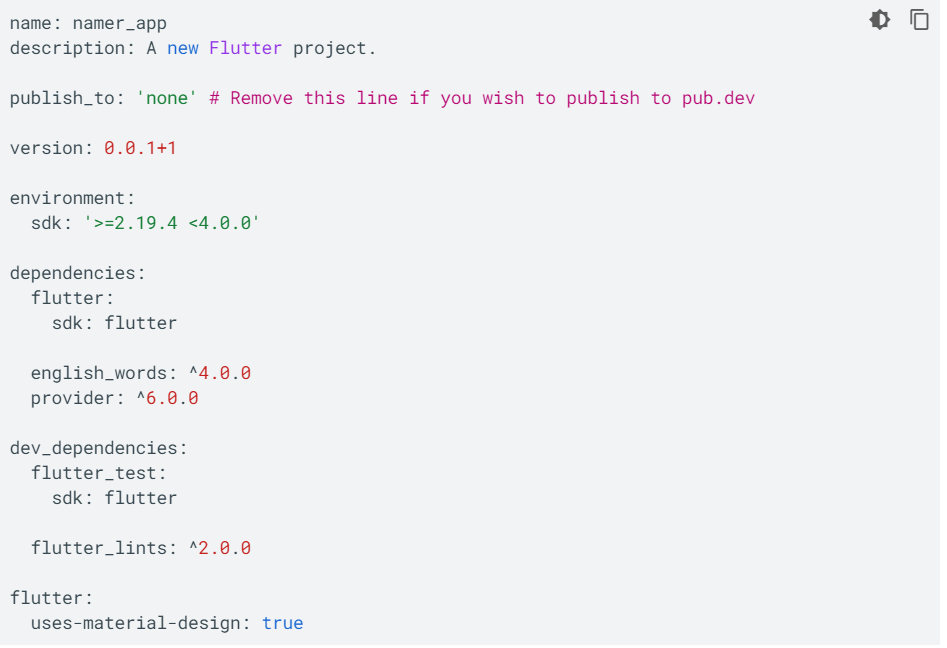 name: namer_app
description: A new Flutter project.
publish_to: 'none' # Remove this line if you wish to publish to pub.dev
version: 0.0.1+1
environment:
  sdk: '>=2.19.4 <4.0.0'
dependencies:
  flutter:
    sdk: flutter
  english_words: ^4.0.0
  provider: ^6.0.0
dev_dependencies:
  flutter_test:
    sdk: flutter
  flutter_lints: ^2.0.0
flutter:
  uses-material-design: true